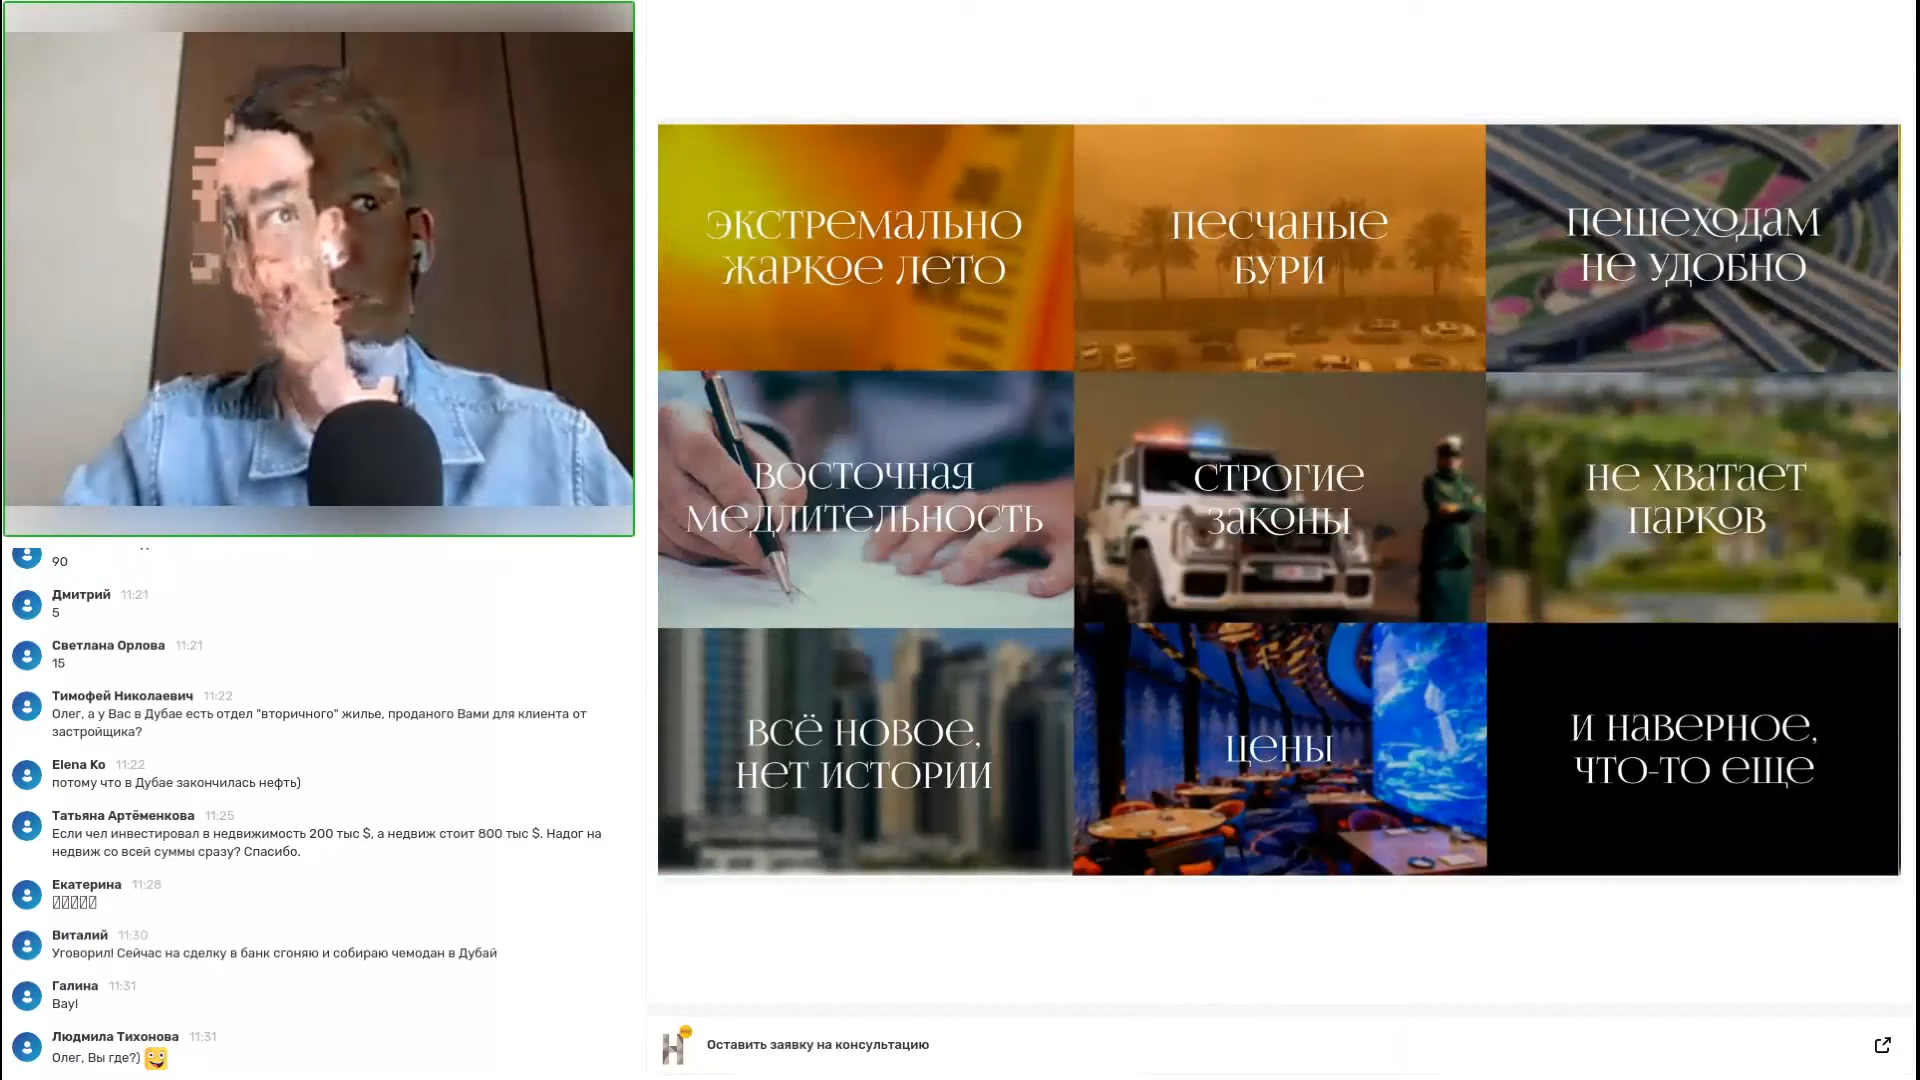 ЭКСТРЕМАЛЬНО
ЖАРКОЕ ЛЕТО
ПЕСЧАНЫЕ
БУРИ
ПЕШЕХОДАМ
НЕ УДОБНО
ВОСТОЧНАЯ
МЕДЛИТЕЛЬНОСТЬ
СТРОГИЕ
ЗАКОНЫ
НЕ ХВАТАЕТ
ПАРКОВ
ВСЁ НОВОЕ,
НЕТ ИСТОРИИ
ЦЕНЫ
И НАВЕРНОЕ,
ЧТО-ТО ЕЩЕ
90
Дмитрий 11:21
5
Светлана Орлова 11:21
15
Тимофей Николаевич 11:22
Олег, а у Вас в Дубае есть отдел "вторичного" жилье, проданого Вами для клиента от
застройщика?
Elena Ko 11:22
потому что в Дубае закончилась нефть)
Татьяна Артёменкова 11:25
Если чел инвестировал в недвижимость 200 тыс $, а недвиж стоит 800 тыс $. Надог на
недвиж со всей суммы сразу? Спасибо.
Екатерина 11:28
Виталий 11:30
Уговорил! Сейчас на сделку в банк сгоняю и собираю чемодан в Дубай
Галина 11:31
Вау!
Людмила Тихонова 11:31
Олег, Вы где?)
H PRO
Оставить заявку на консультацию